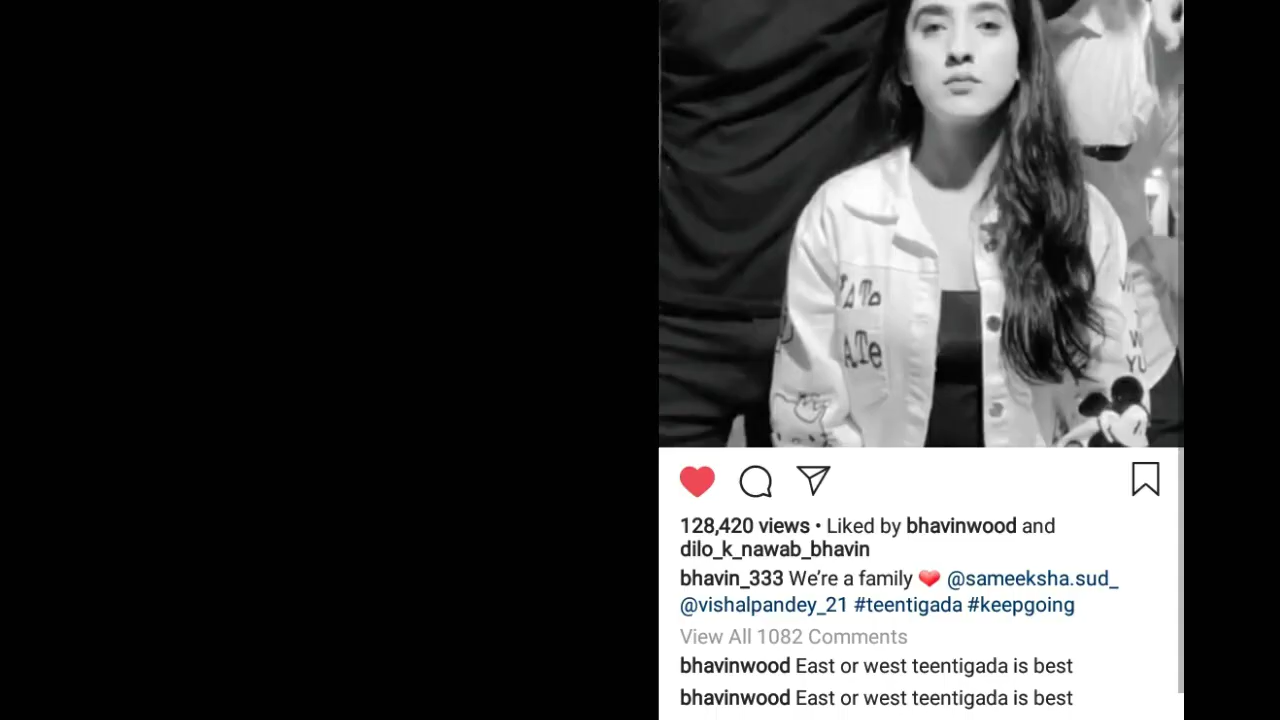 ATe
128,420 views • Liked by bhavinwood and
dilo_k_nawab_bhavin
bhavin_333 We’re a family ❤ @sameeksha.sud_
@vishalpandey_21 #teentigada #keepgoing
View All 1082 Comments
bhavinwood East or west teentigada is best
bhavinwood East or west teentigada is best